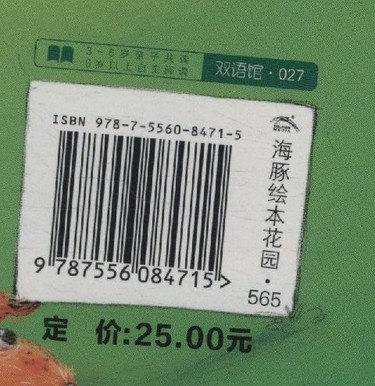 3-6岁亲子共读
6岁以上自主阅读
双语馆·027
ISBN 978-7-5560-8471-5
9 787556 084715>
海豚绘本花园·565
定 价:25.00元